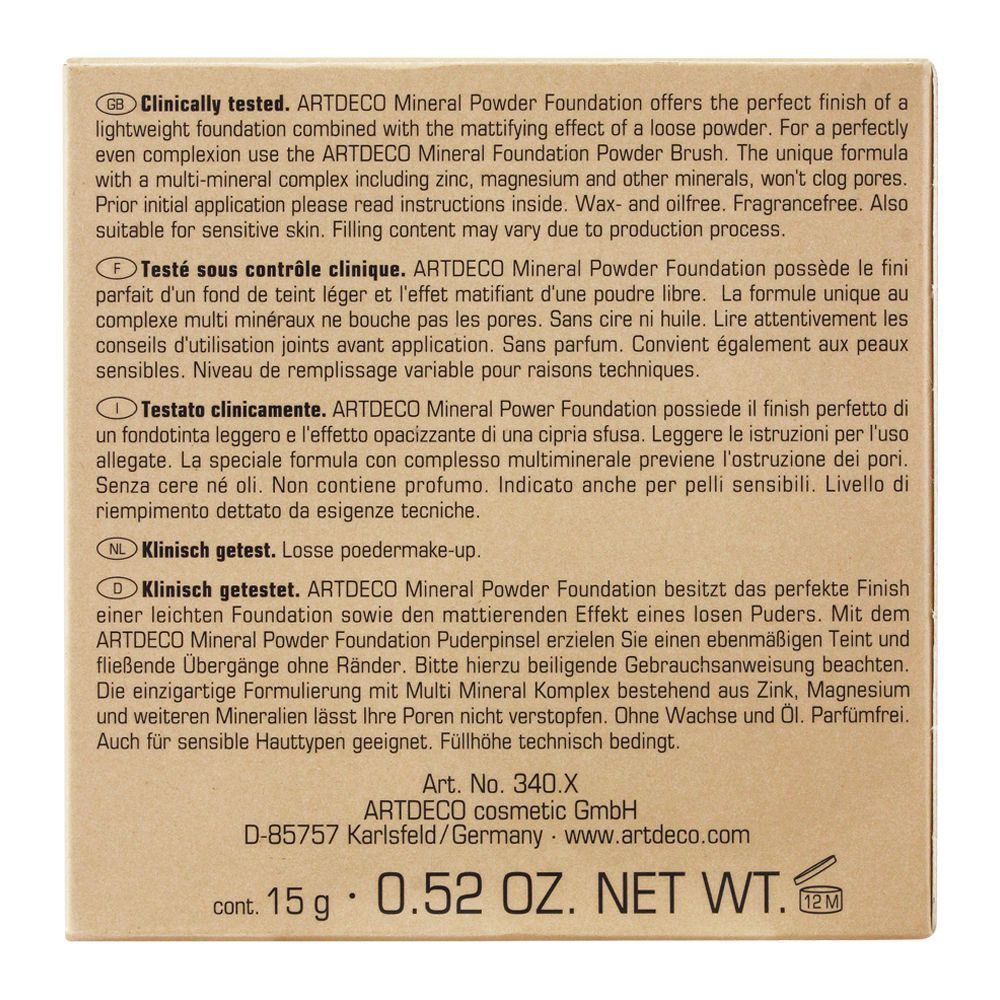 GB Clinically tested. ARTDECO Mineral Powder Foundation offers the perfect finish of a
lightweight foundation combined with the mattifying effect of a loose powder. For a perfectly
even complexion use the ARTDECO Mineral Foundation Powder Brush. The unique formula
with a multi-mineral complex including zinc, magnesium and other minerals, won't clog pores.
Prior initial application please read instructions inside. Wax- and oilfree. Fragrancefree. Also
suitable for sensitive skin. Filling content may vary due to production process.
F Testé sous contrôle clinique. ARTDECO Mineral Powder Foundation possède le fini
parfait d'un fond de teint léger et l'effet matifiant d'une poudre libre. La formule unique au
complexe multi minéraux ne bouche pas les pores. Sans cire ni huile. Lire attentivement les
conseils d'utilisation joints avant application. Sans parfum. Convient également aux peaux
sensibles. Niveau de remplissage variable pour raisons techniques.
I Testato clinicamente. ARTDECO Mineral Power Foundation possiede il finish perfetto di
un fondotinta leggero e l'effetto opacizzante di una cipria sfusa. Leggere le istruzioni per l'uso
allegate. La speciale formula con complesso multiminerale previene l'ostruzione dei pori.
Senza cere né oli. Non contiene profumo. Indicato anche per pelli sensibili. Livello di
riempimento dettato da esigenze tecniche.
NL Klinisch getest. Losse poedermake-up.
D Klinisch getestet. ARTDECO Mineral Powder Foundation besitzt das perfekte Finish
einer leichten Foundation sowie den mattierenden Effekt eines losen Puders. Mit dem
ARTDECO Mineral Powder Foundation Puderpinsel erzielen Sie einen ebenmäßigen Teint und
fließende Übergänge ohne Ränder. Bitte hierzu beiligende Gebrauchsanweisung beachten.
Die einzigartige Formulierung mit Multi Mineral Komplex bestehend aus Zink, Magnesium
und weiteren Mineralien lässt Ihre Poren nicht verstopfen. Ohne Wachse und Öl. Parfümfrei.
Auch für sensible Hauttypen geeignet. Füllhöhe technisch bedingt.
Art. No. 340.X
ARTDECO cosmetic GmbH
D-85757 Karlsfeld/Germany · www.artdeco.com
cont. 15 g · 0.52 OZ. NET WT. 12 M